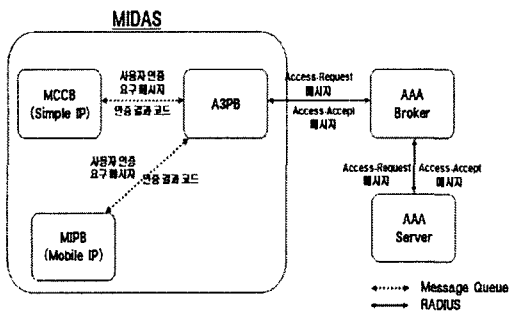 MIDAS
MCCB
(Simple IP)
사용자 인증
요구 메시지
인증 결과 코드
A3PB
Access-Request
메시지
Access-Accept
메시지
AAA
Broker
사용자 인증
요구 메시지
인증 결과 코드
Access-Request
메시지
Access-Accept
메시지
MIPB
(Mobile IP)
AAA
Server
Message Queue
RADIUS